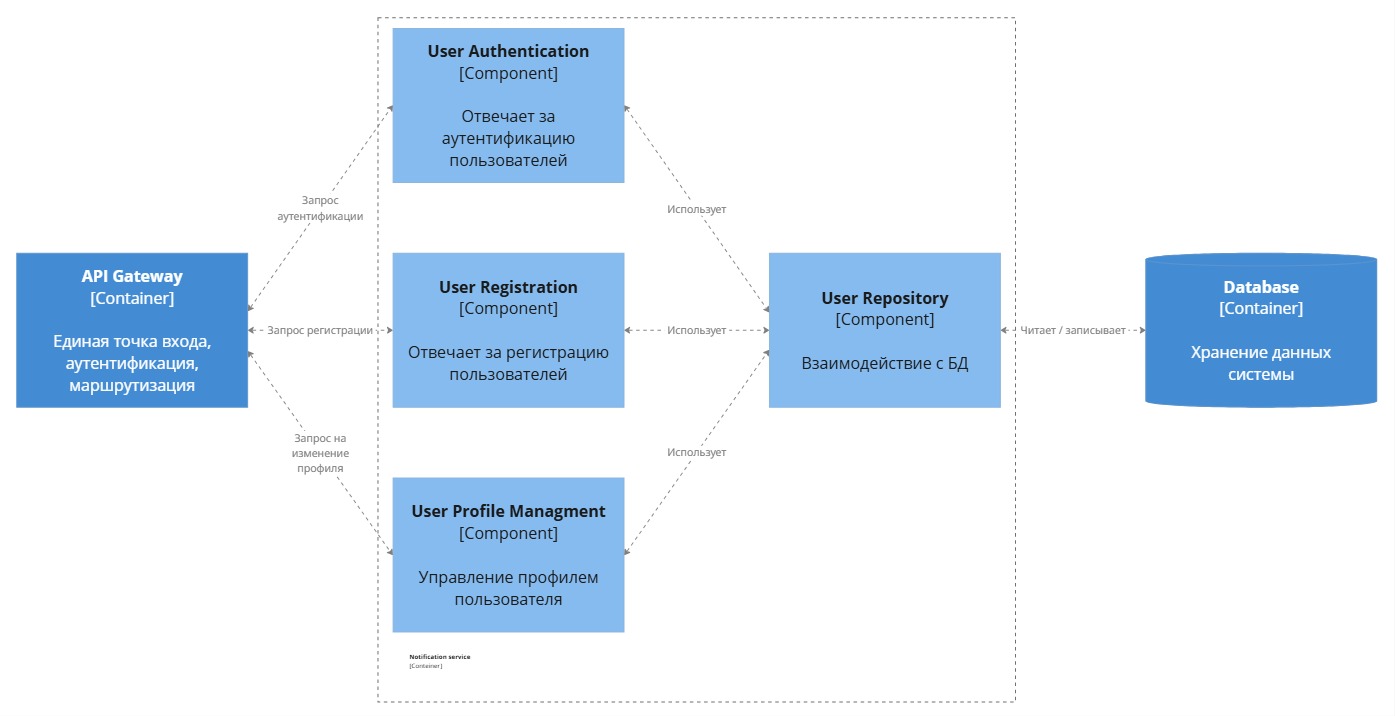 User Authentication
[Component]
Отвечает за
аутентификацию
пользователей
Запрос
аутентификации
Использует
API Gateway
[Container]
Единая точка входа,
аутентификация,
маршрутизация
Запрос регистрации
User Registration
[Component]
Отвечает за регистрацию
пользователей
Использует
User Repository
[Component]
Взаимодействие с БД
Читает / записывает
Database
[Container]
Хранение данных
системы
Запрос на
изменение
профиля
Использует
User Profile Managment
[Component]
Управление профилем
пользователя
Notification service
[Container]